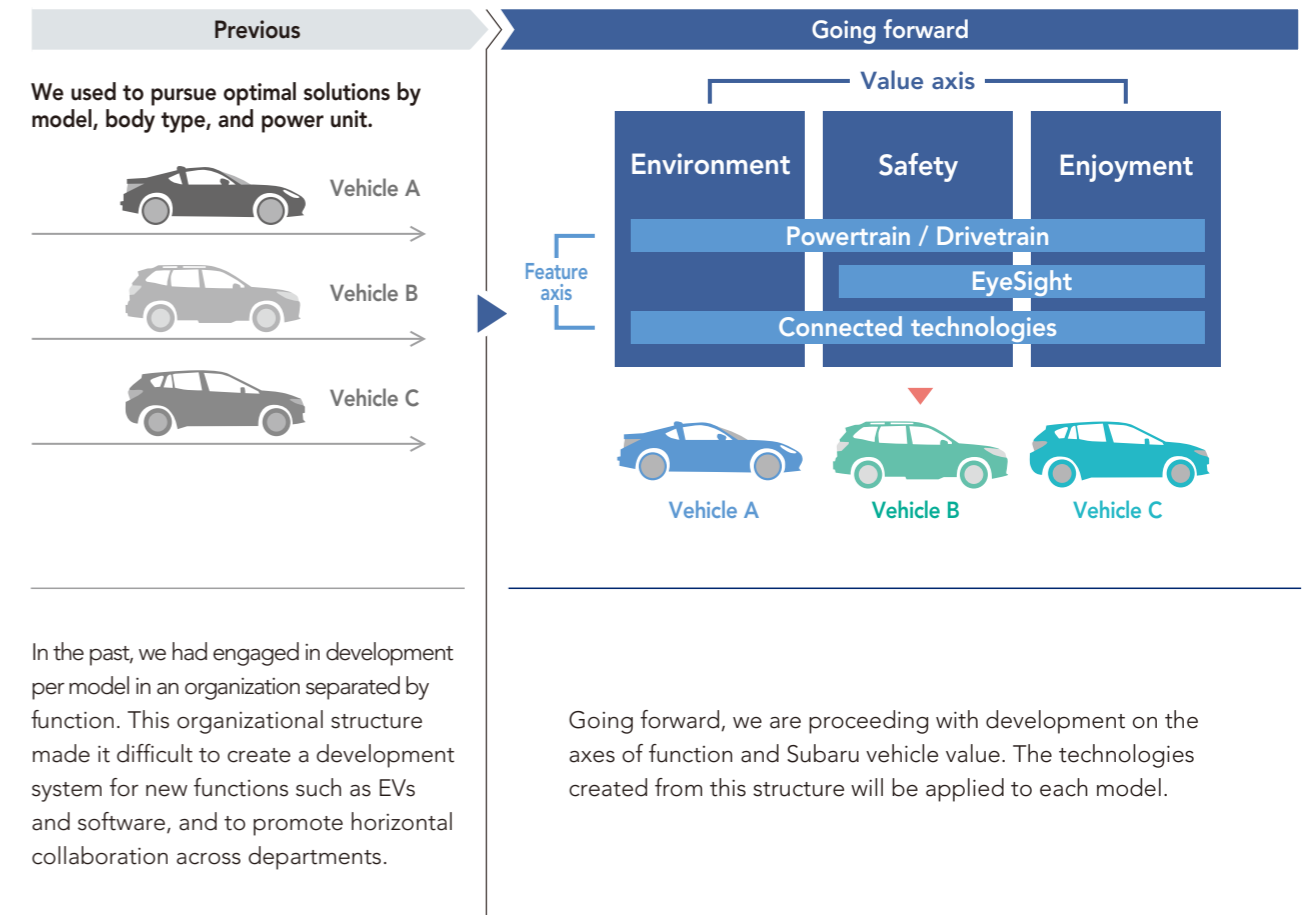 Previous
We used to pursue optimal solutions by
model, body type, and power unit.
Vehicle A
Vehicle B
Vehicle C
In the past, we had engaged in development
per model in an organization separated by
function. This organizational structure
made it difficult to create a development
system for new functions such as EVs
and software, and to promote horizontal
collaboration across departments.
Going forward
Value axis
Environment
Safety
Enjoyment
Feature
axis
Powertrain / Drivetrain
EyeSight
Connected technologies
Vehicle A
Vehicle B
Vehicle C
Going forward, we are proceeding with development on the
axes of function and Subaru vehicle value. The technologies
created from this structure will be applied to each model.